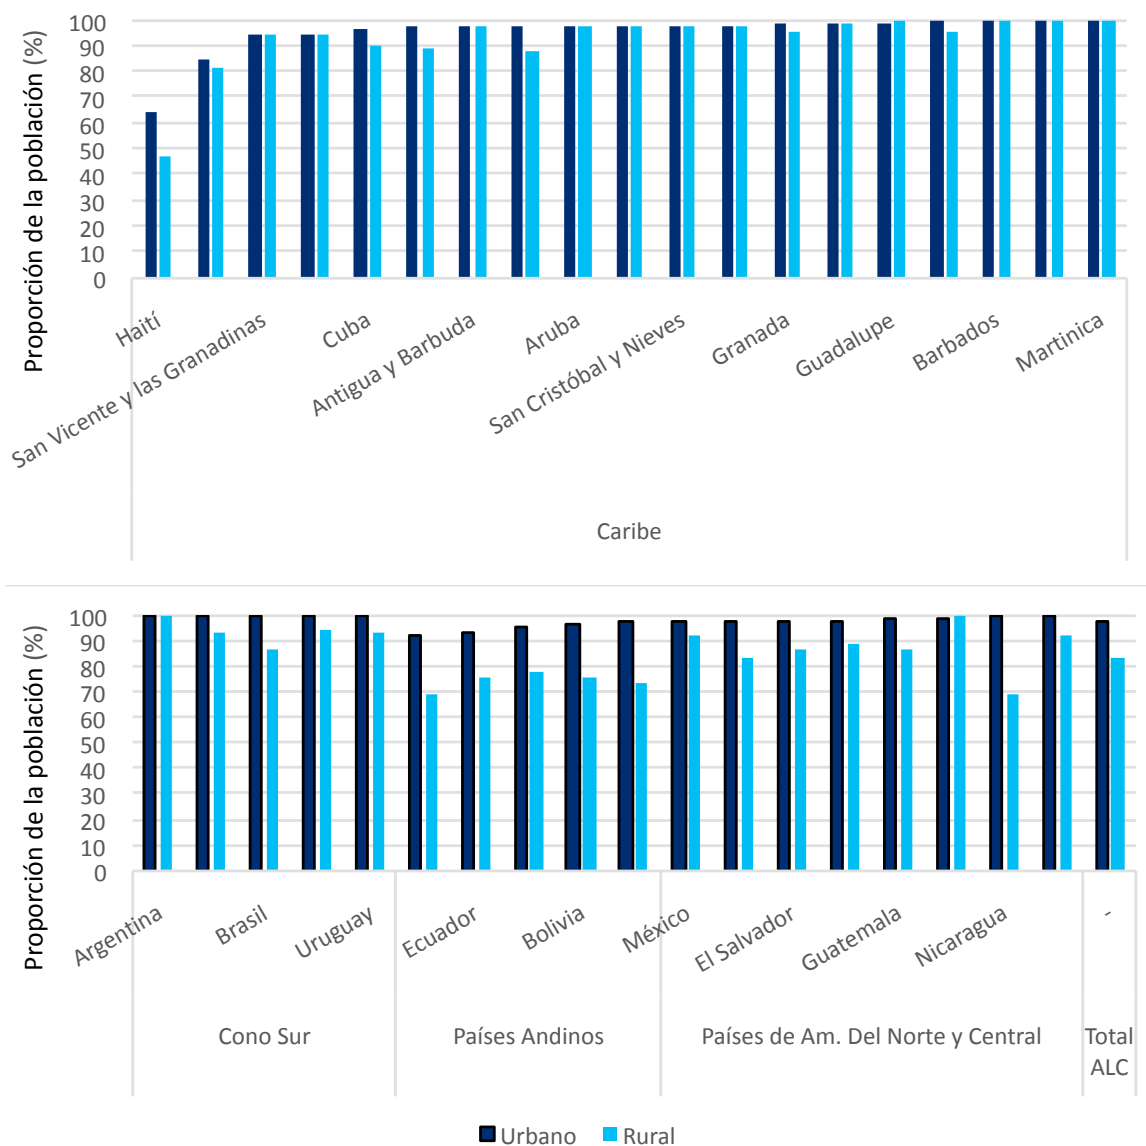 Proporción de la población (%)
100
90
80
70
60
50
40
30
20
10
0
Haití
San Vicente y las Granadinas
Cuba
Antigua y Barbuda
Aruba
San Cristóbal y Nieves
Granada
Guadalupe
Barbados
Martinica
Caribe
Proporción de la población (%)
100
90
80
70
60
50
40
30
20
10
0
Argentina
Brasil
Uruguay
Ecuador
Bolivia
México
El Salvador
Guatemala
Nicaragua
-
Cono Sur
Países Andinos
Países de Am. Del Norte y Central
Total
ALC
Urbano
Rural